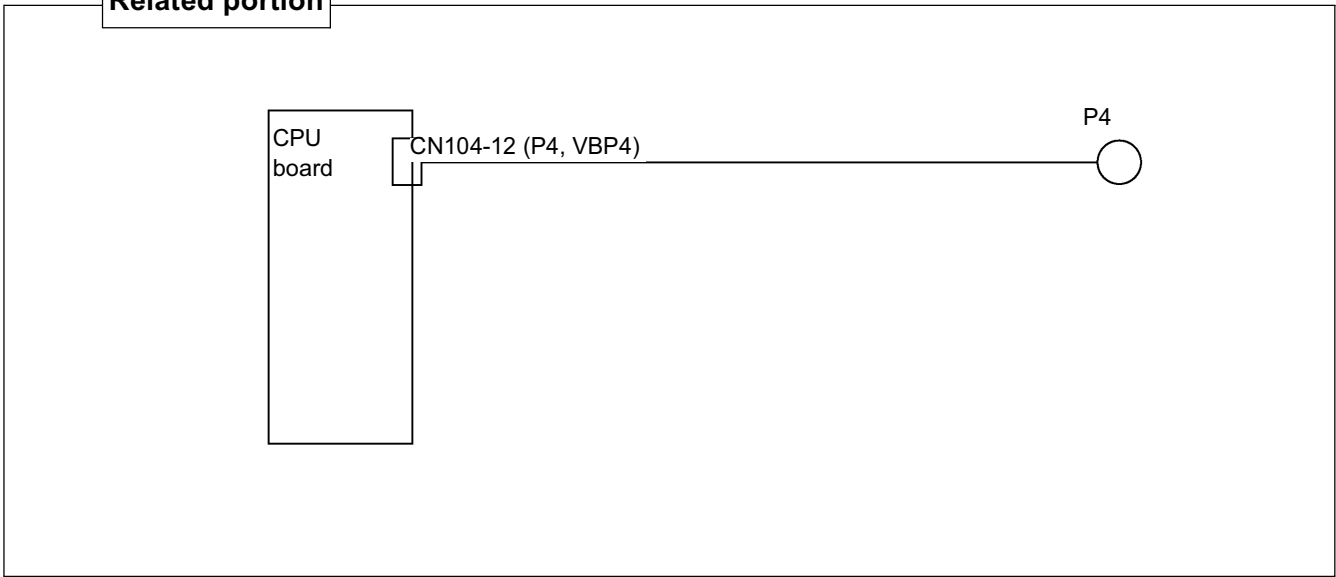 Related portion
P4
CPU
board
CN104-12 (P4, VBP4)